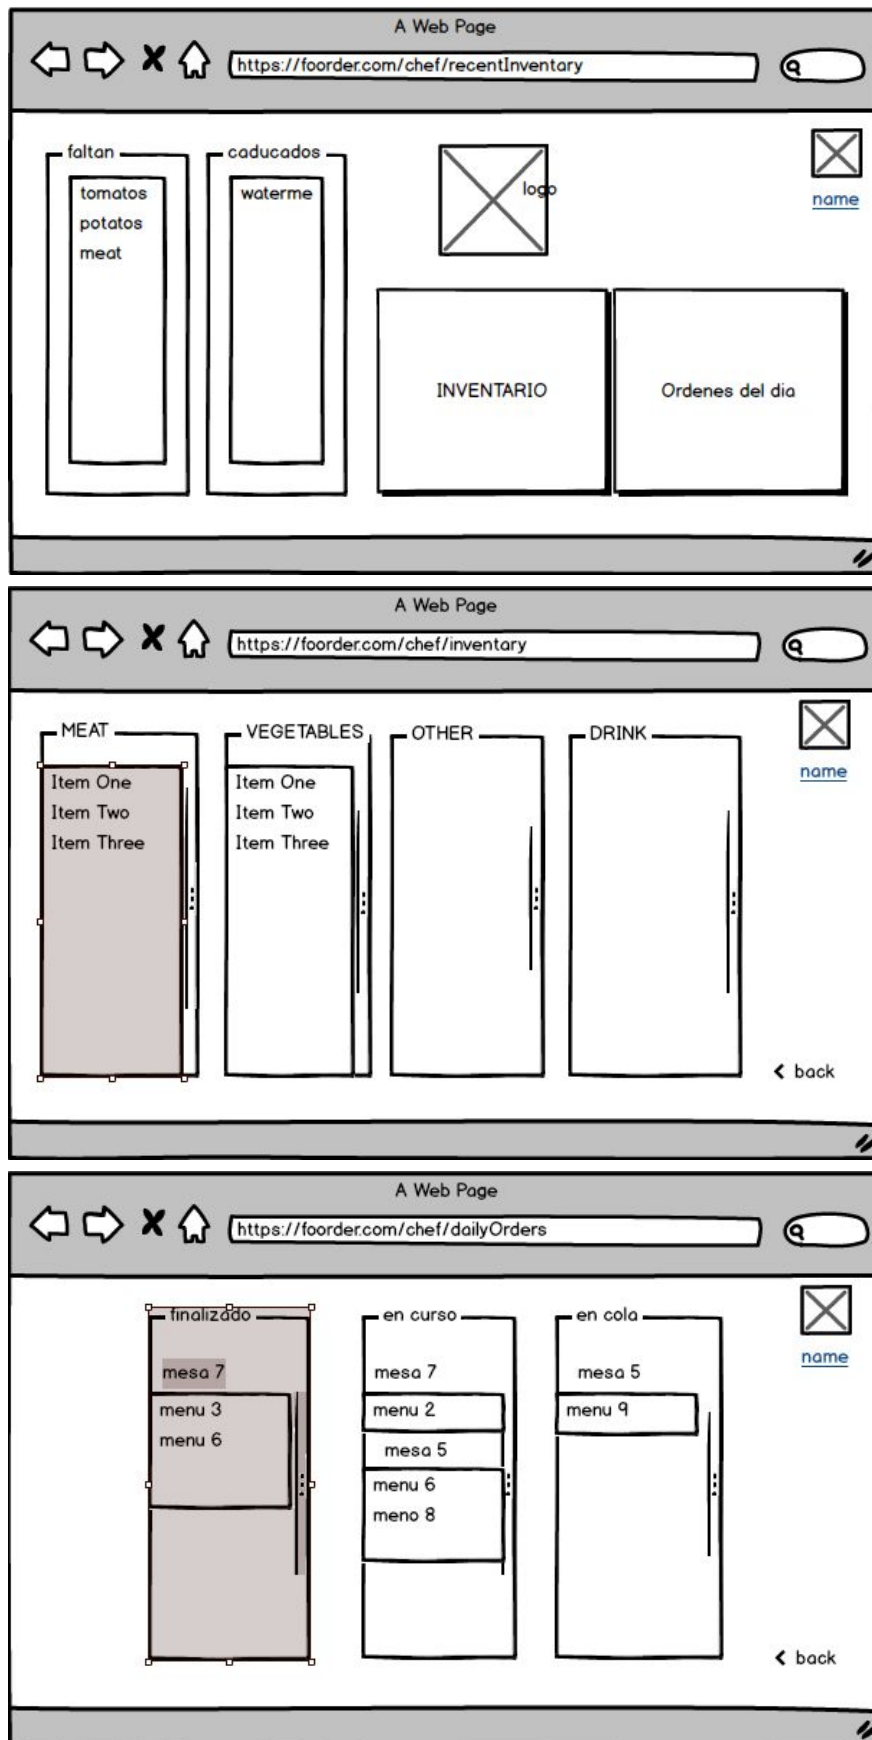 A Web Page
https://foorder.com/chef/recentInventary
faltan
tomatos
potatos
meat
caducados
waterme
logo
name
INVENTARIO
Ordenes del dia
A Web Page
https://foorder.com/chef/inventary
MEAT
Item One
Item Two
Item Three
VEGETABLES
Item One
Item Two
Item Three
OTHER
DRINK
name
back
A Web Page
https://foorder.com/chef/dailyOrders
finalizado
mesa 7
menu 3
menu 6
en curso
mesa 7
menu 2
mesa 5
menu 6
meno 8
en cola
mesa 5
menu 9
name
back